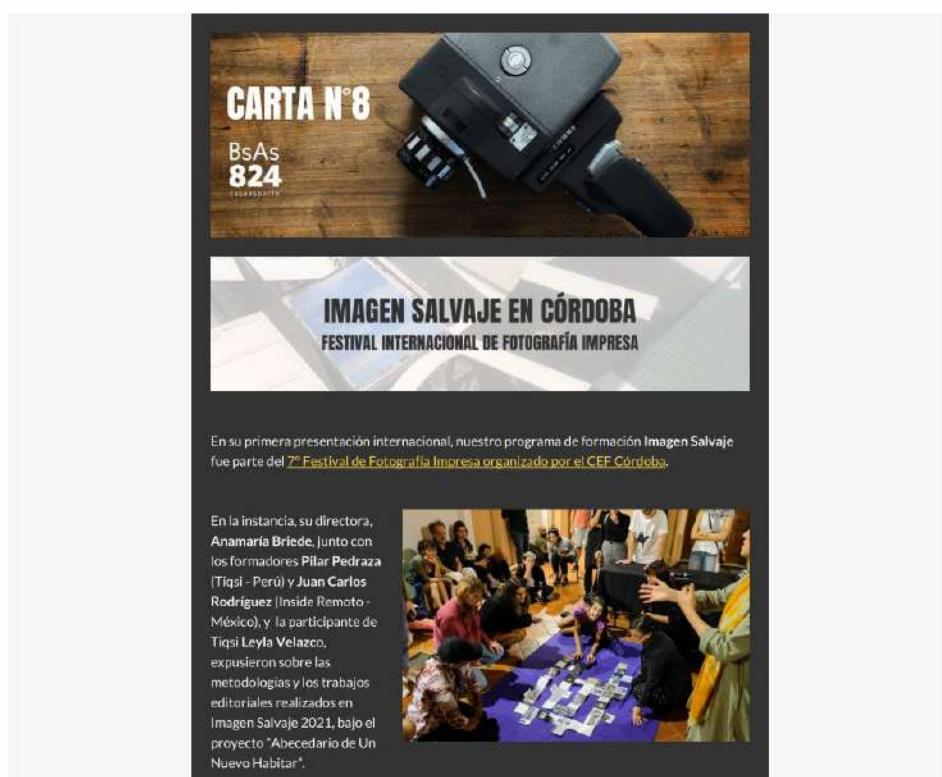 CARTA N°8
BsAs
824
IMAGEN SALVAJE EN CÓRDOBA
FESTIVAL INTERNACIONAL DE FOTOGRAFÍA IMPRESA
En su primera presentación internacional, nuestro programa de formación Imagen Salvaje
fue parte del 7° Festival de Fotografía Impresa organizado por el CEF Córdoba.
En la instancia, su directora,
Anamaría Briede, junto con
los formadores Pilar Pedraza
(Tiqsi - Perú) y Juan Carlos
Rodríguez (Inside Remoto -
México), y la participante de
Tiqsi Leyla Velazco,
expusieron sobre las
metodologías y los trabajos
editoriales realizados en
Imagen Salvaje 2021, bajo el
proyecto "Abecedario de Un
Nuevo Habitar".